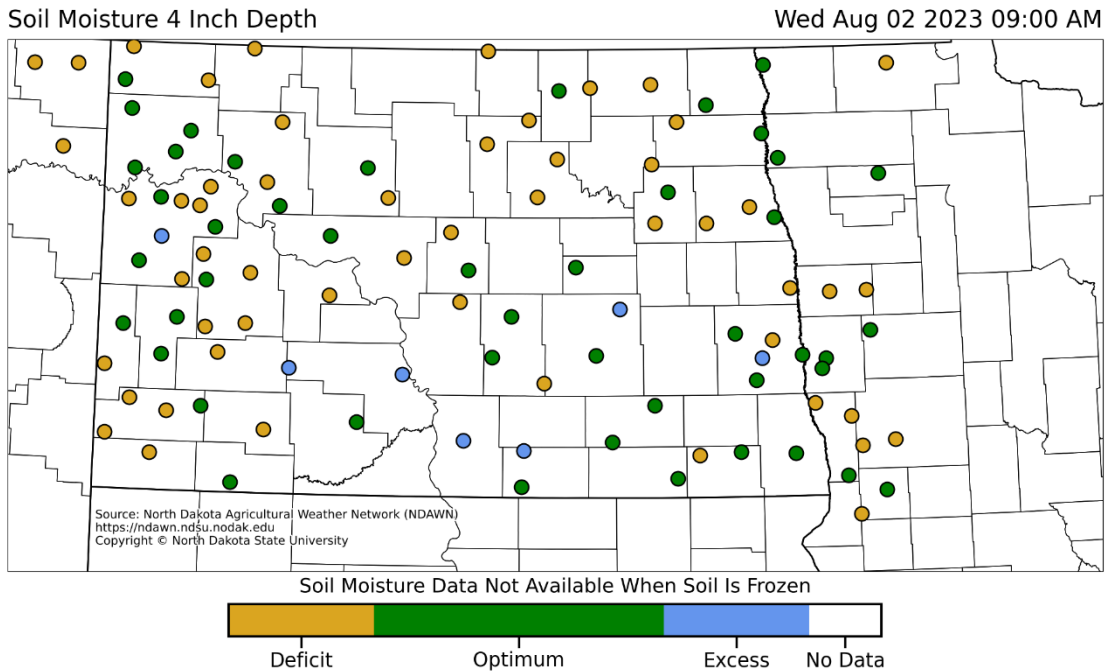 Soil Moisture 4 Inch Depth
Wed Aug 02 2023 09:00 AM
Source: North Dakota Agricultural Weather Network (NDAWN)
https://ndawn.ndsu.nodak.edu
Copyright © North Dakota State University
Soil Moisture Data Not Available When Soil Is Frozen
Deficit
Optimum
Excess
No Data